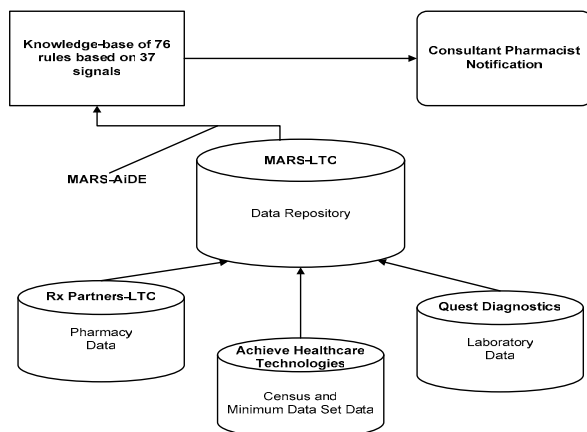 Knowledge-base of 76
rules based on 37
signals
Consultant Pharmacist
Notification
MARS-AiDE
MARS-LTC
Data Repository
Rx Partners-LTC
Pharmacy
Data
Achieve Healthcare
Technologies
Census and
Minimum Data Set Data
Quest Diagnostics
Laboratory
Data